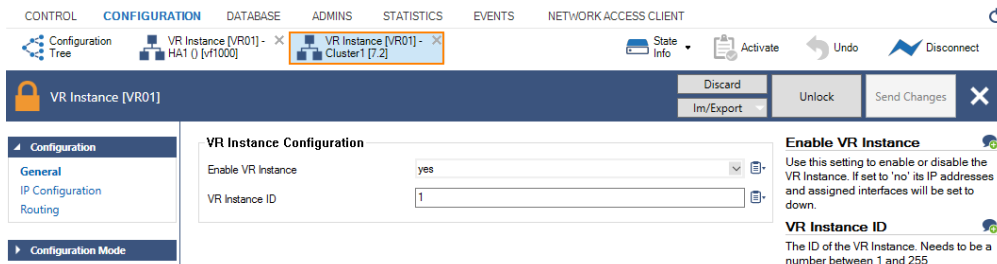 CONTROL CONFIGURATION DATABASE ADMINS STATISTICS EVENTS NETWORK ACCESS CLIENT
Configuration Tree
VR Instance [VR01] - HA1 () [vf1000]
VR Instance [VR01] - Cluster1 [7.2]
State Info
Activate
Undo
Disconnect
VR Instance [VR01]
Discard
Im/Export
Unlock
Send Changes
Configuration
General
IP Configuration
Routing
Configuration Mode
VR Instance Configuration
Enable VR Instance yes
VR Instance ID 1
Enable VR Instance
Use this setting to enable or disable the
VR Instance. If set to 'no' its IP addresses
and assigned interfaces will be set to
down.
VR Instance ID
The ID of the VR Instance. Needs to be a
number between 1 and 255